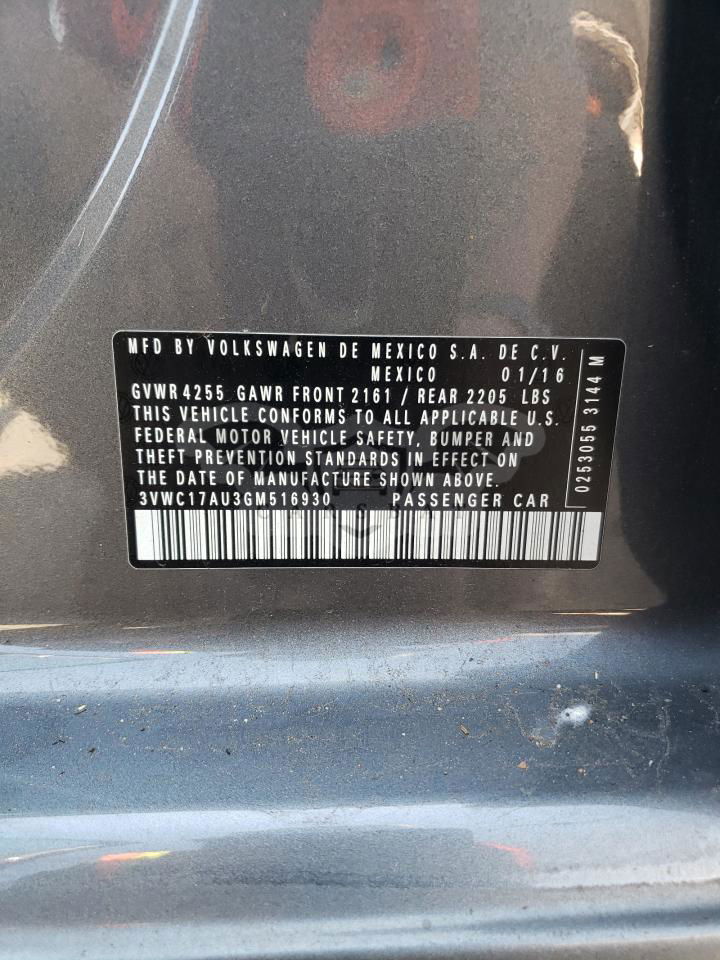 MFD BY VOLKSWAGEN DE MEXICO S.A. DE C.V.
MEXICO 01/16
GVWR 4255 GAWR FRONT 2161 / REAR 2205 LBS
THIS VEHICLE CONFORMS TO ALL APPLICABLE U.S.
FEDERAL MOTOR VEHICLE SAFETY, BUMPER AND
THEFT PREVENTION STANDARDS IN EFFECT ON
THE DATE OF MANUFACTURE SHOWN ABOVE.
3VWC17AU3GM516930 PASSENGER CAR
0253055 3144 M